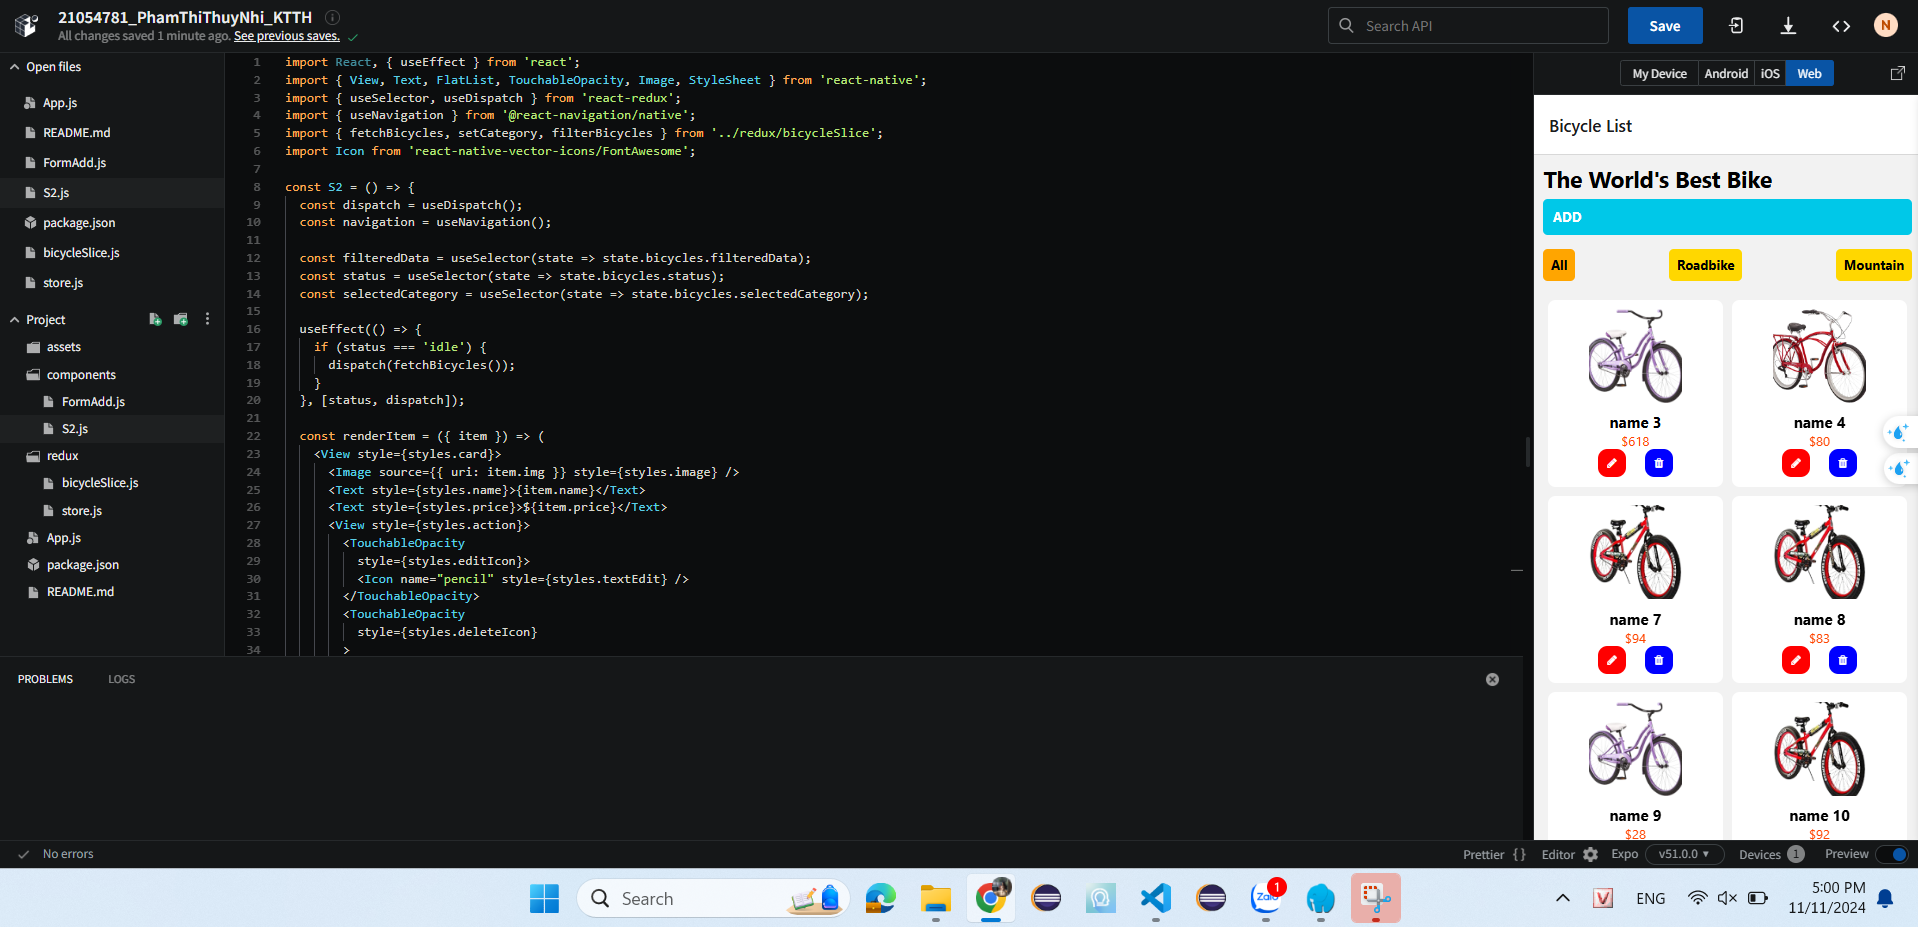 21054781_PhamThiThuyNhi_KTTH
All changes saved 1 minute ago. See previous saves.
Search API
Save
N
Open files
App.js
README.md
FormAdd.js
S2.js
package.json
bicycleSlice.js
store.js
Project
assets
components
FormAdd.js
S2.js
redux
bicycleSlice.js
store.js
App.js
package.json
README.md
1 import React, { useEffect } from 'react';
2 import { View, Text, FlatList, TouchableOpacity, Image, StyleSheet } from 'react-native';
3 import { useSelector, useDispatch } from 'react-redux';
4 import { useNavigation } from '@react-navigation/native';
5 import { fetchBicycles, setCategory, filterBicycles } from '../redux/bicycleSlice';
6 import Icon from 'react-native-vector-icons/FontAwesome';
7
8 const S2 = () => {
9 const dispatch = useDispatch();
10 const navigation = useNavigation();
11
12 const filteredData = useSelector(state => state.bicycles.filteredData);
13 const status = useSelector(state => state.bicycles.status);
14 const selectedCategory = useSelector(state => state.bicycles.selectedCategory);
15
16 useEffect(() => {
17 if (status === 'idle') {
18 dispatch(fetchBicycles());
19 }
20 }, [status, dispatch]);
21
22 const renderItem = ({ item }) => (
23 <View style={styles.card}>
24 <Image source={{ uri: item.img }} style={styles.image} />
25 <Text style={styles.name}>{item.name}</Text>
26 <Text style={styles.price}>${item.price}</Text>
27 <View style={styles.action}>
28 <TouchableOpacity
29 style={styles.editIcon}>
30 <Icon name="pencil" style={styles.textEdit} />
31 </TouchableOpacity>
32 <TouchableOpacity
33 style={styles.deleteIcon}
34 >
PROBLEMS LOGS
My Device Android iOS Web
Bicycle List
The World's Best Bike
ADD
All Roadbike Mountain
name 3 name 4
$618 $80
name 7 name 8
$94 $83
name 9 name 10
$28 $92
No errors
Prettier {} Editor Expo v51.0.0 Devices 1 Preview
Search
Zalo 1
V ENG
5:00 PM
11/11/2024